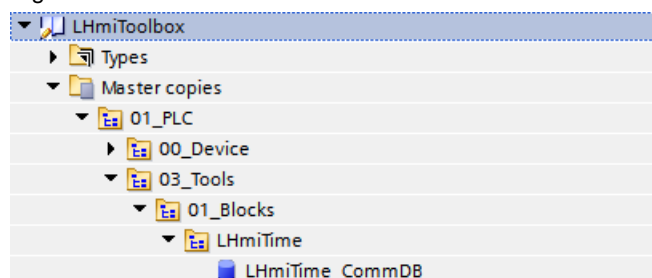 LHmiToolbox
Types
Master copies
01_PLC
00_Device
03_Tools
01_Blocks
LHmiTime
LHmiTime_CommDB